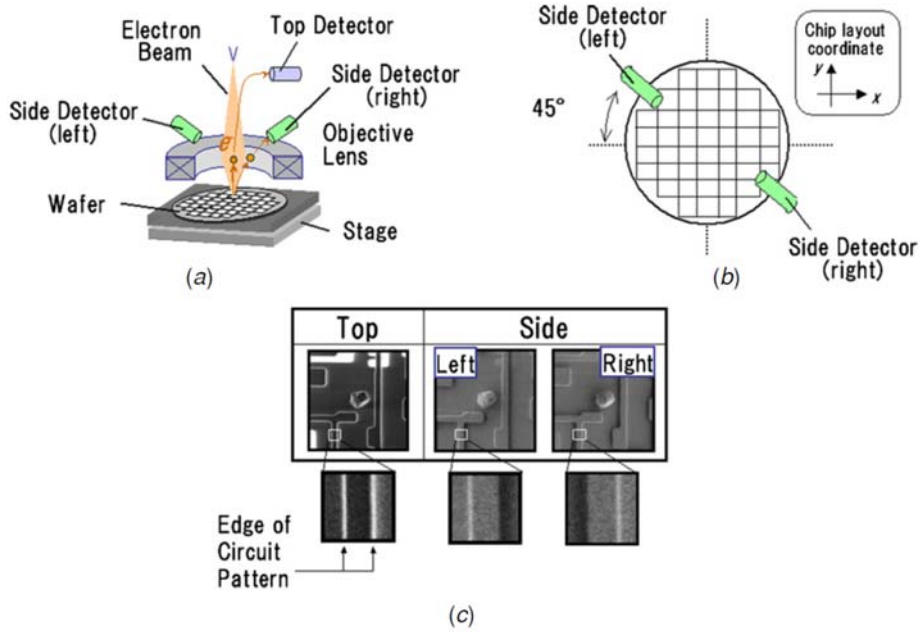 Electron
Beam
Top Detector
Side Detector
(right)
Side Detector
(left)
θ
Objective
Lens
Wafer
Stage
(a)
Side Detector
(left)
Chip layout
coordinate
y
x
45°
Side Detector
(right)
(b)
Top
Side
Left
Right
Edge of
Circuit
Pattern
(c)